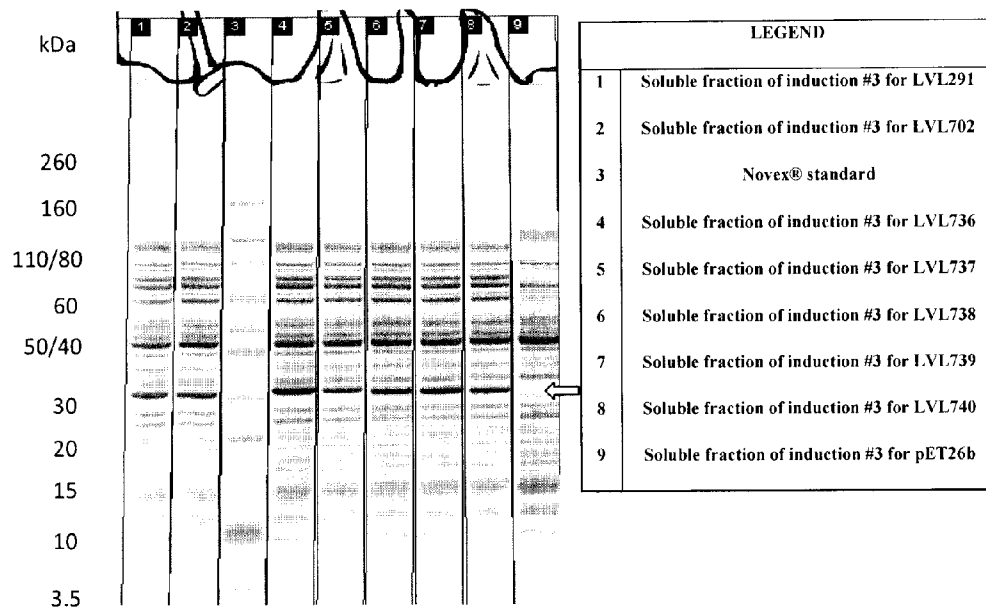 kDa
1 2 3 4 5 6 7 8 9
260
160
110/80
60
50/40
30
20
15
10
3.5
LEGEND
1 Soluble fraction of induction #3 for LVL291
2 Soluble fraction of induction #3 for LVL702
3 Novex® standard
4 Soluble fraction of induction #3 for LVL736
5 Soluble fraction of induction #3 for LVL737
6 Soluble fraction of induction #3 for LVL738
7 Soluble fraction of induction #3 for LVL739
8 Soluble fraction of induction #3 for LVL740
9 Soluble fraction of induction #3 for pET26b